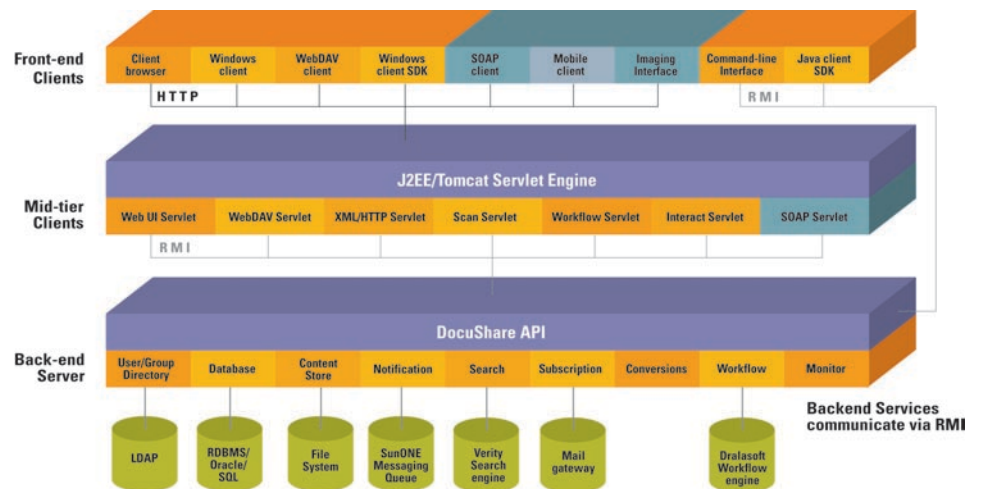 Front-end
Clients
Client
browser
Windows
client
WebDAV
client
Windows
client SDK
SOAP
client
Mobile
client
Imaging
Interface
Command-line
Interface
Java client
SDK
HTTP
RMI
J2EE/Tomcat Servlet Engine
Mid-tier
Clients
Web UI Servlet
WebDAV Servlet
XML/HTTP Servlet
Scan Servlet
Workflow Servlet
Interact Servlet
SOAP Servlet
RMI
DocuShare API
Back-end
Server
User/Group
Directory
Database
Content
Store
Notification
Search
Subscription
Conversions
Workflow
Monitor
Backend Services
communicate via RMI
LDAP
RDBMS/
Oracle/
SQL
File
System
SunONE
Messaging
Queue
Verity
Search
engine
Mail
gateway
Dralasoft
Workflow
engine